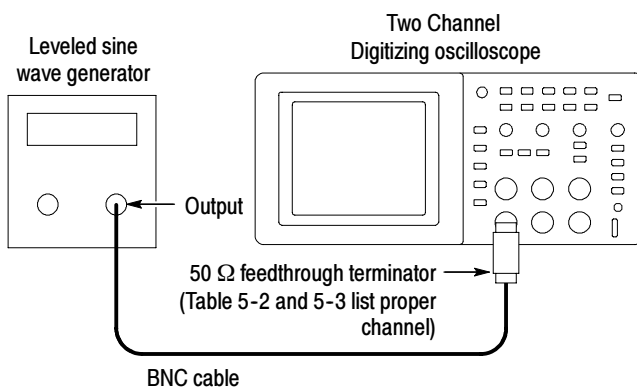 Two Channel
Digitizing oscilloscope
Leveled sine
wave generator
Output
50 Ω feedthrough terminator
(Table 5-2 and 5-3 list proper
channel)
BNC cable